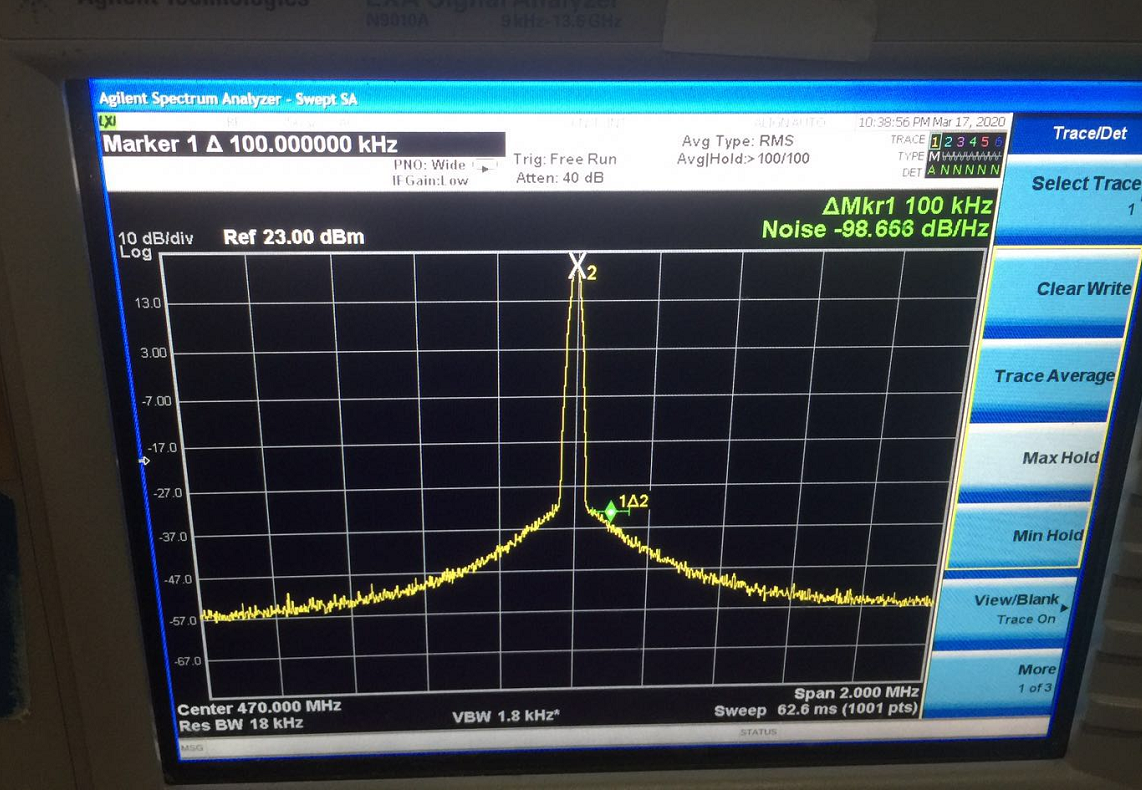 Agilent Technologies
EXA Signal Analyzer
N9010A 9 kHz-13.6 GHz
Agilent Spectrum Analyzer - Swept SA
LXI
10:38:56 PM Mar 17, 2020
Marker 1 Δ 100.000000 kHz
PNO: Wide
IFGain:Low
Trig: Free Run
Atten: 40 dB
Avg Type: RMS
Avg|Hold:>100/100
TRACE 1 2 3 4 5 6
TYPE M
DET A N N N N N
ΔMkr1 100 kHz
Noise -98.666 dB/Hz
10 dB/div
Log
Ref 23.00 dBm
2
13.0
3.00
-7.00
-17.0
-27.0
-37.0
-47.0
-57.0
-67.0
1Δ2
Center 470.000 MHz
Res BW 18 kHz
VBW 1.8 kHz*
Span 2.000 MHz
Sweep 62.6 ms (1001 pts)
MSG
STATUS
Trace/Det
Select Trace
1
Clear Write
Trace Average
Max Hold
Min Hold
View/Blank
Trace On
More
1 of 3